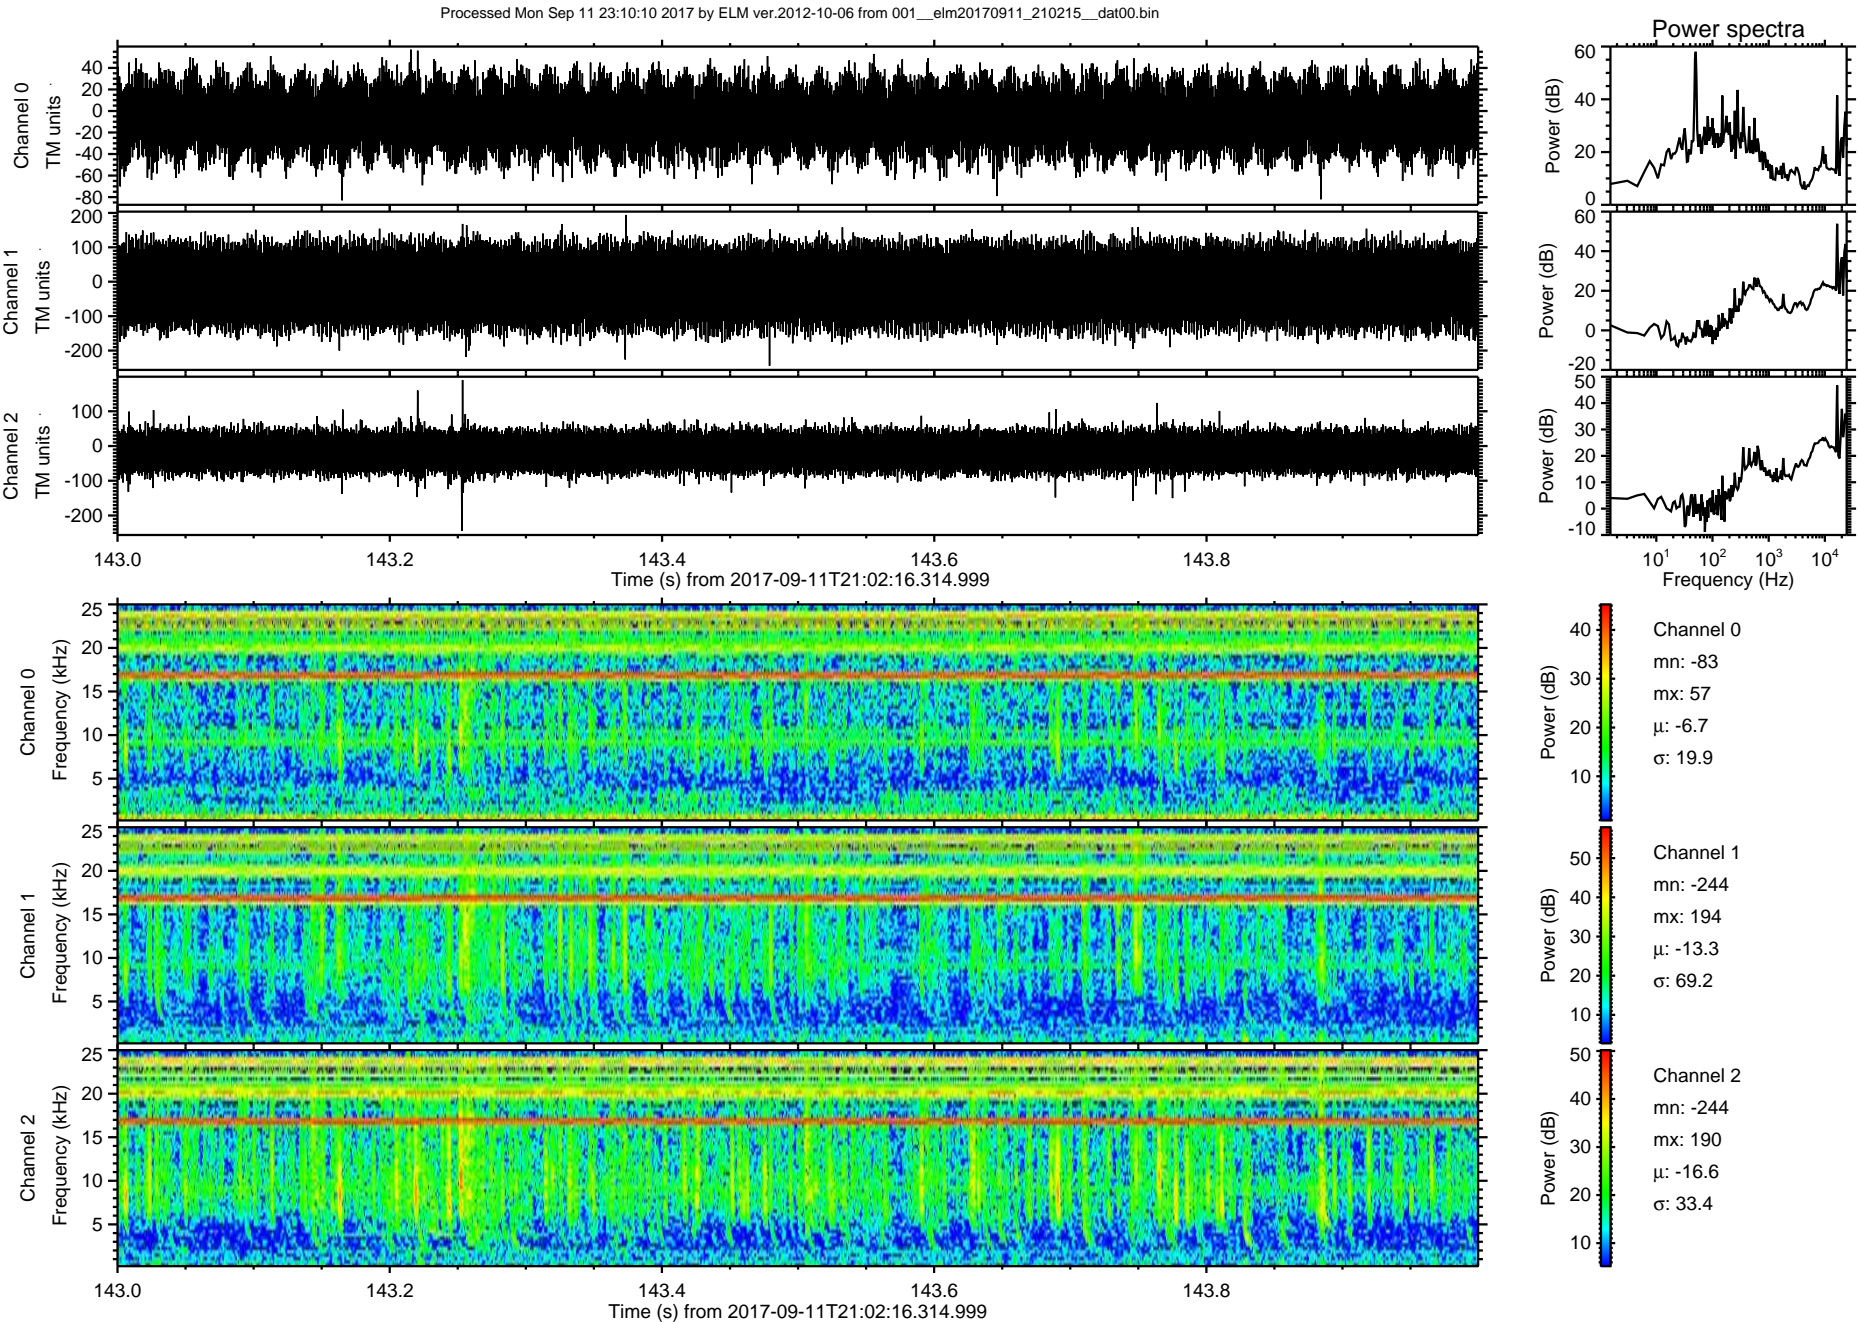 Processed Mon Sep 11 23:10:10 2017 by ELM ver.2012-10-06 from 001__elm20170911_210215__dat00.bin
Power spectra
Channel 0
TM units
40
20
0
-20
-40
-60
-80
Power (dB)
60
40
20
0
Channel 1
TM units
200
100
0
-100
-200
Power (dB)
60
40
20
0
-20
Channel 2
TM units
100
0
-100
-200
Power (dB)
50
40
30
20
10
0
-10
143.0 143.2 143.4 143.6 143.8
Time (s) from 2017-09-11T21:02:16.314.999
10^1 10^2 10^3 10^4
Frequency (Hz)
Channel 0
Frequency (kHz)
25
20
15
10
5
Power (dB)
40
30
20
10
Channel 0
mn: -83
mx: 57
μ: -6.7
σ: 19.9
Channel 1
Frequency (kHz)
25
20
15
10
5
Power (dB)
50
40
30
20
10
Channel 1
mn: -244
mx: 194
μ: -13.3
σ: 69.2
Channel 2
Frequency (kHz)
25
20
15
10
5
Power (dB)
50
40
30
20
10
Channel 2
mn: -244
mx: 190
μ: -16.6
σ: 33.4
143.0 143.2 143.4 143.6 143.8
Time (s) from 2017-09-11T21:02:16.314.999